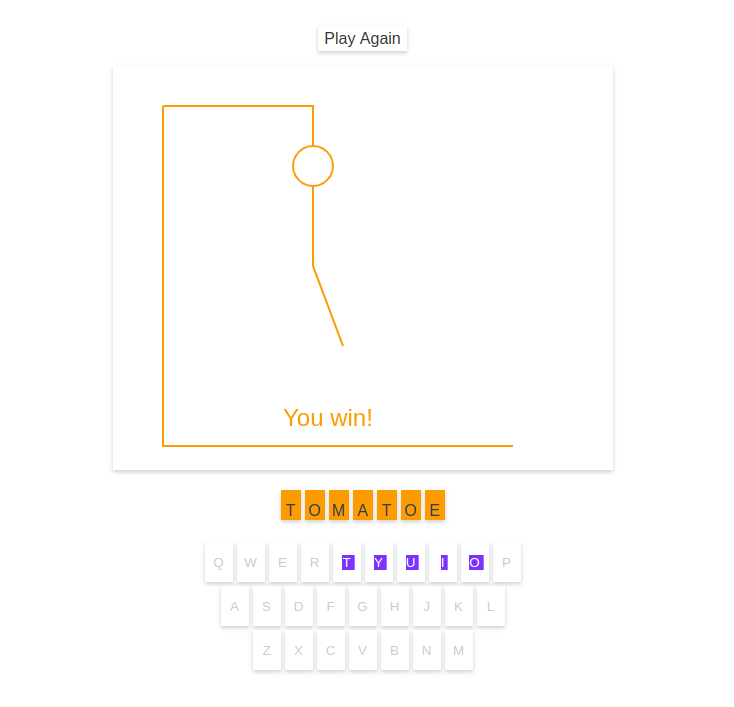 Play Again
You win!
T O M A T O E
Q W E R T Y U I O P
A S D F G H J K L
Z X C V B N M